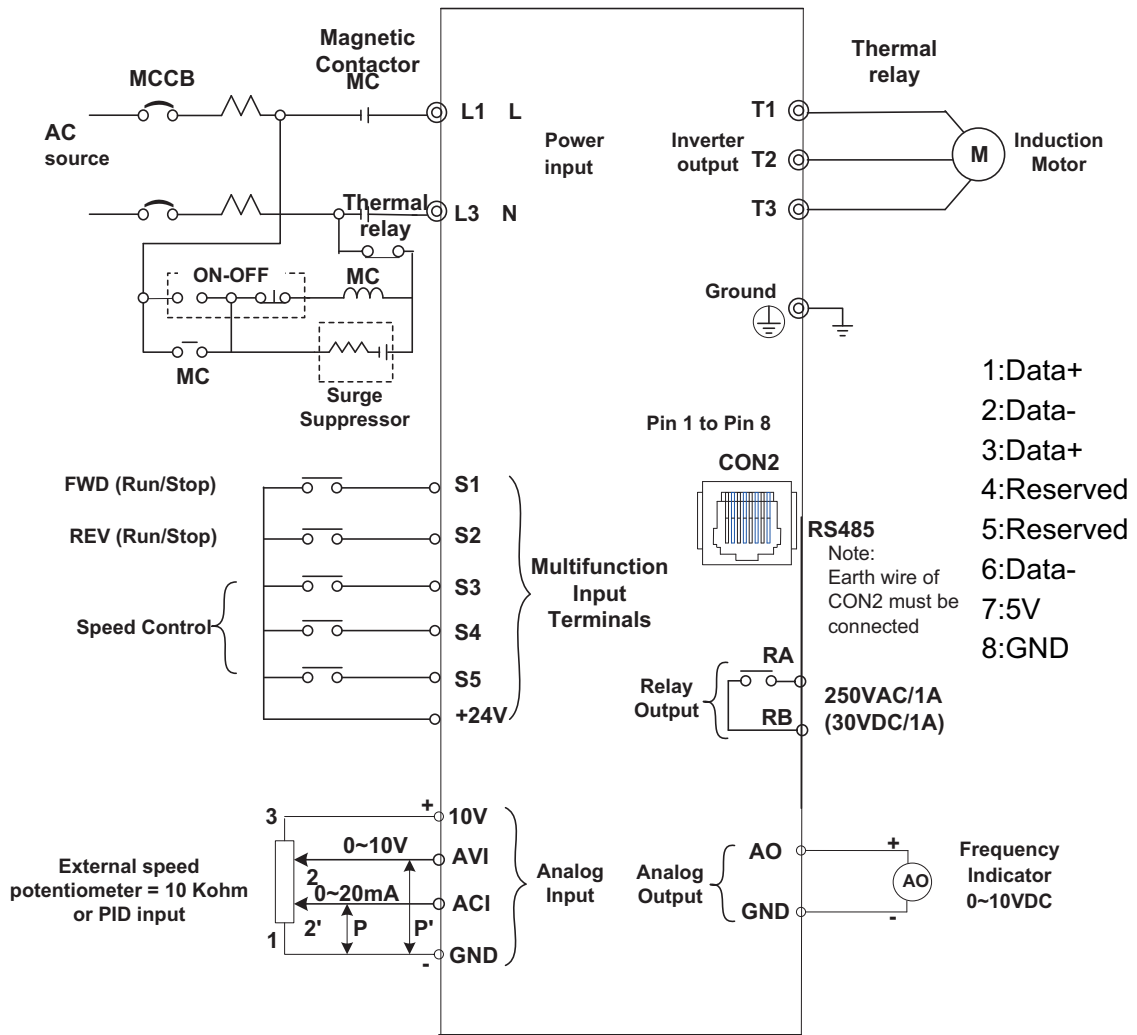 Magnetic
Contactor
MC
MCCB
AC
source
L1 L
Power
input
L3 N
Thermal
relay
ON-OFF
MC
MC
Surge
Suppressor
Thermal
relay
T1
Inverter
output
T2
T3
M
Induction
Motor
Ground
Pin 1 to Pin 8
CON2
RS485
Note:
Earth wire of
CON2 must be
connected
1:Data+
2:Data-
3:Data+
4:Reserved
5:Reserved
6:Data-
7:5V
8:GND
FWD (Run/Stop)
S1
REV (Run/Stop)
S2
S3
Speed Control
S4
S5
+24V
Multifunction
Input
Terminals
Relay
Output
RA
RB
250VAC/1A
(30VDC/1A)
External speed
potentiometer = 10 Kohm
or PID input
3
+
10V
0~10V
AVI
2
0~20mA
ACI
2'
P
P'
1
-
GND
Analog
Input
Analog
Output
AO
GND
+
AO
-
Frequency
Indicator
0~10VDC